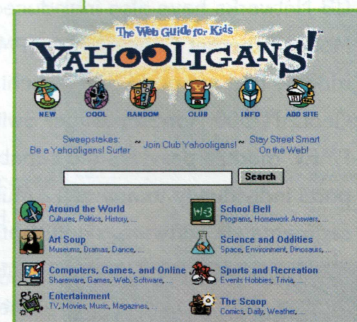 The Web Guide for Kids
YAHOOLIGANS!
NEW COOL RANDOM CLUB INFO ADD SITE
Sweepstakes: ~ Join Club Yahooligans! ~ Stay Street Smart
Be a Yahooligans! Surfer On the Web!
Search
Around the World
Cultures, Politics, History, ...
School Bell
Programs, Homework Answers, ...
Art Soup
Museums, Dramas, Dance, ...
Science and Oddities
Space, Environment, Dinosaurs, ...
Computers, Games, and Online
Shareware, Games, Web, Software, ...
Sports and Recreation
Events Hobbies, Trivia, ...
Entertainment
TV, Movies, Music, Magazines, ...
The Scoop
Comics, Daily, Weather, ...